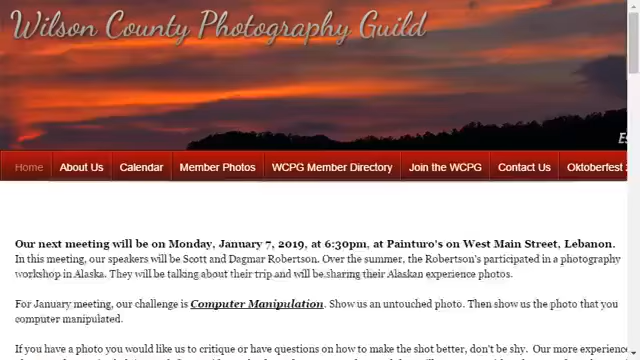 Wilson County Photography Guild
Home About Us Calendar Member Photos WCPG Member Directory Join the WCPG Contact Us Oktoberfest
Our next meeting will be on Monday, January 7, 2019, at 6:30pm, at Painturo's on West Main Street, Lebanon.
In this meeting, our speakers will be Scott and Dagmar Robertson. Over the summer, the Robertson's participated in a photography
workshop in Alaska. They will be talking about their trip and will be sharing their Alaskan experience photos.
For January meeting, our challenge is Computer Manipulation. Show us an untouched photo. Then show us the photo that you
computer manipulated.
If you have a photo you would like us to critique or have questions on how to make the shot better, don't be shy. Our more experience